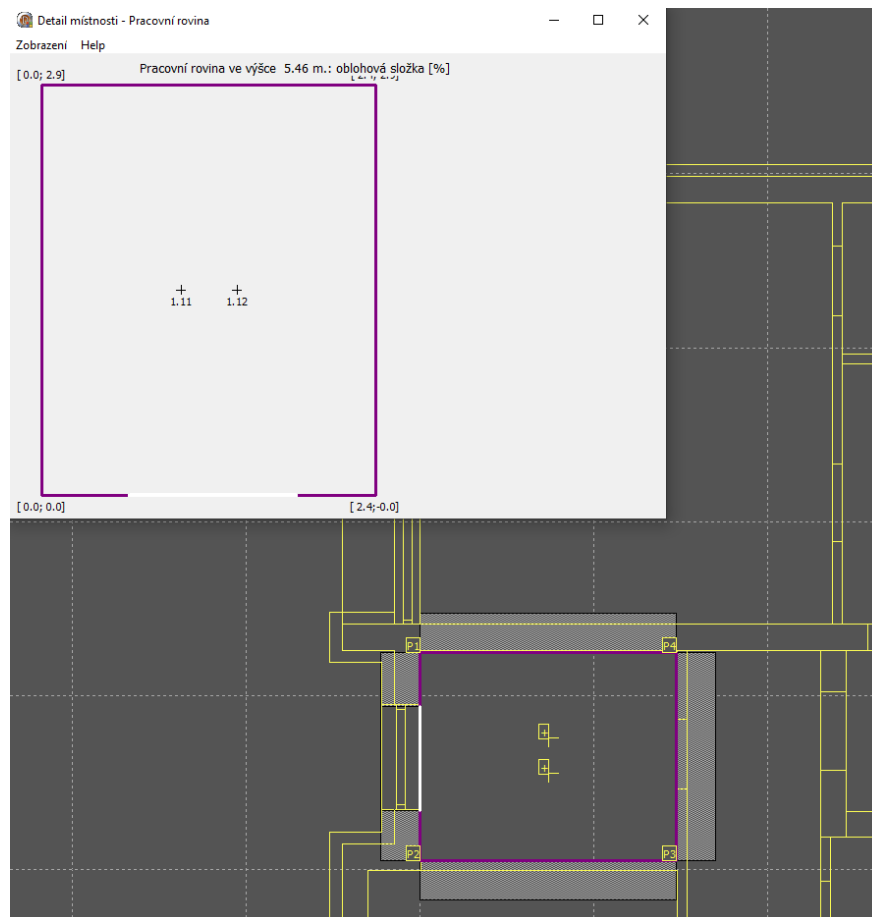 Detail místnosti - Pracovní rovina
Zobrazení Help
Pracovní rovina ve výšce 5.46 m.: oblohová složka [%]
[ 0.0; 2.9]
1.11 1.12
[ 0.0; 0.0] [ 2.4;-0.0]
P1 P4
P2 P3